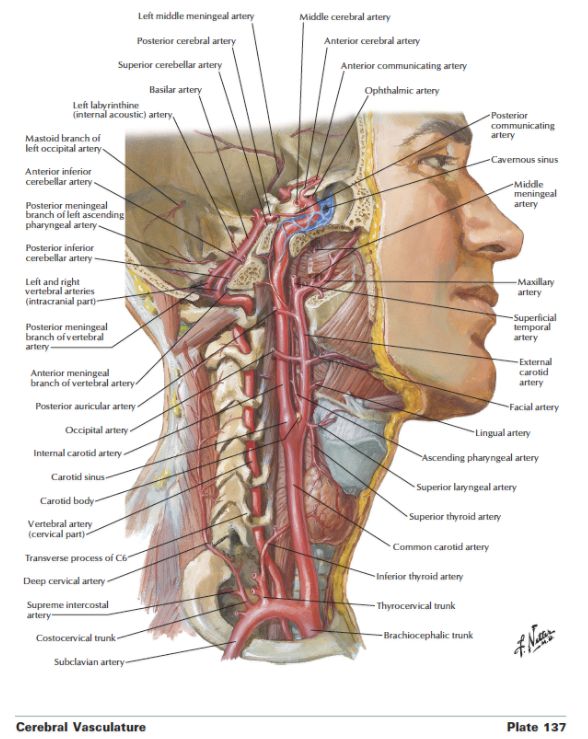 Left middle meningeal artery
Middle cerebral artery
Posterior cerebral artery
Anterior cerebral artery
Superior cerebellar artery
Anterior communicating artery
Basilar artery
Ophthalmic artery
Left labyrinthine
(internal acoustic) artery
Posterior
communicating
artery
Mastoid branch of
left occipital artery
Cavernous sinus
Anterior inferior
cerebellar artery
Middle
meningeal
artery
Posterior meningeal
branch of left ascending
pharyngeal artery
Posterior inferior
cerebellar artery
Left and right
vertebral arteries
(intracranial part)
Maxillary
artery
Superficial
temporal
artery
Posterior meningeal
branch of vertebral
artery
External
carotid
artery
Anterior meningeal
branch of vertebral artery
Posterior auricular artery
Facial artery
Occipital artery
Lingual artery
Internal carotid artery
Ascending pharyngeal artery
Carotid sinus
Superior laryngeal artery
Carotid body
Superior thyroid artery
Vertebral artery
(cervical part)
Common carotid artery
Transverse process of C6
Inferior thyroid artery
Deep cervical artery
Supreme intercostal
artery
Thyrocervical trunk
Costocervical trunk
Brachiocephalic trunk
Subclavian artery
F. Netter
M.D.
Cerebral Vasculature
Plate 137